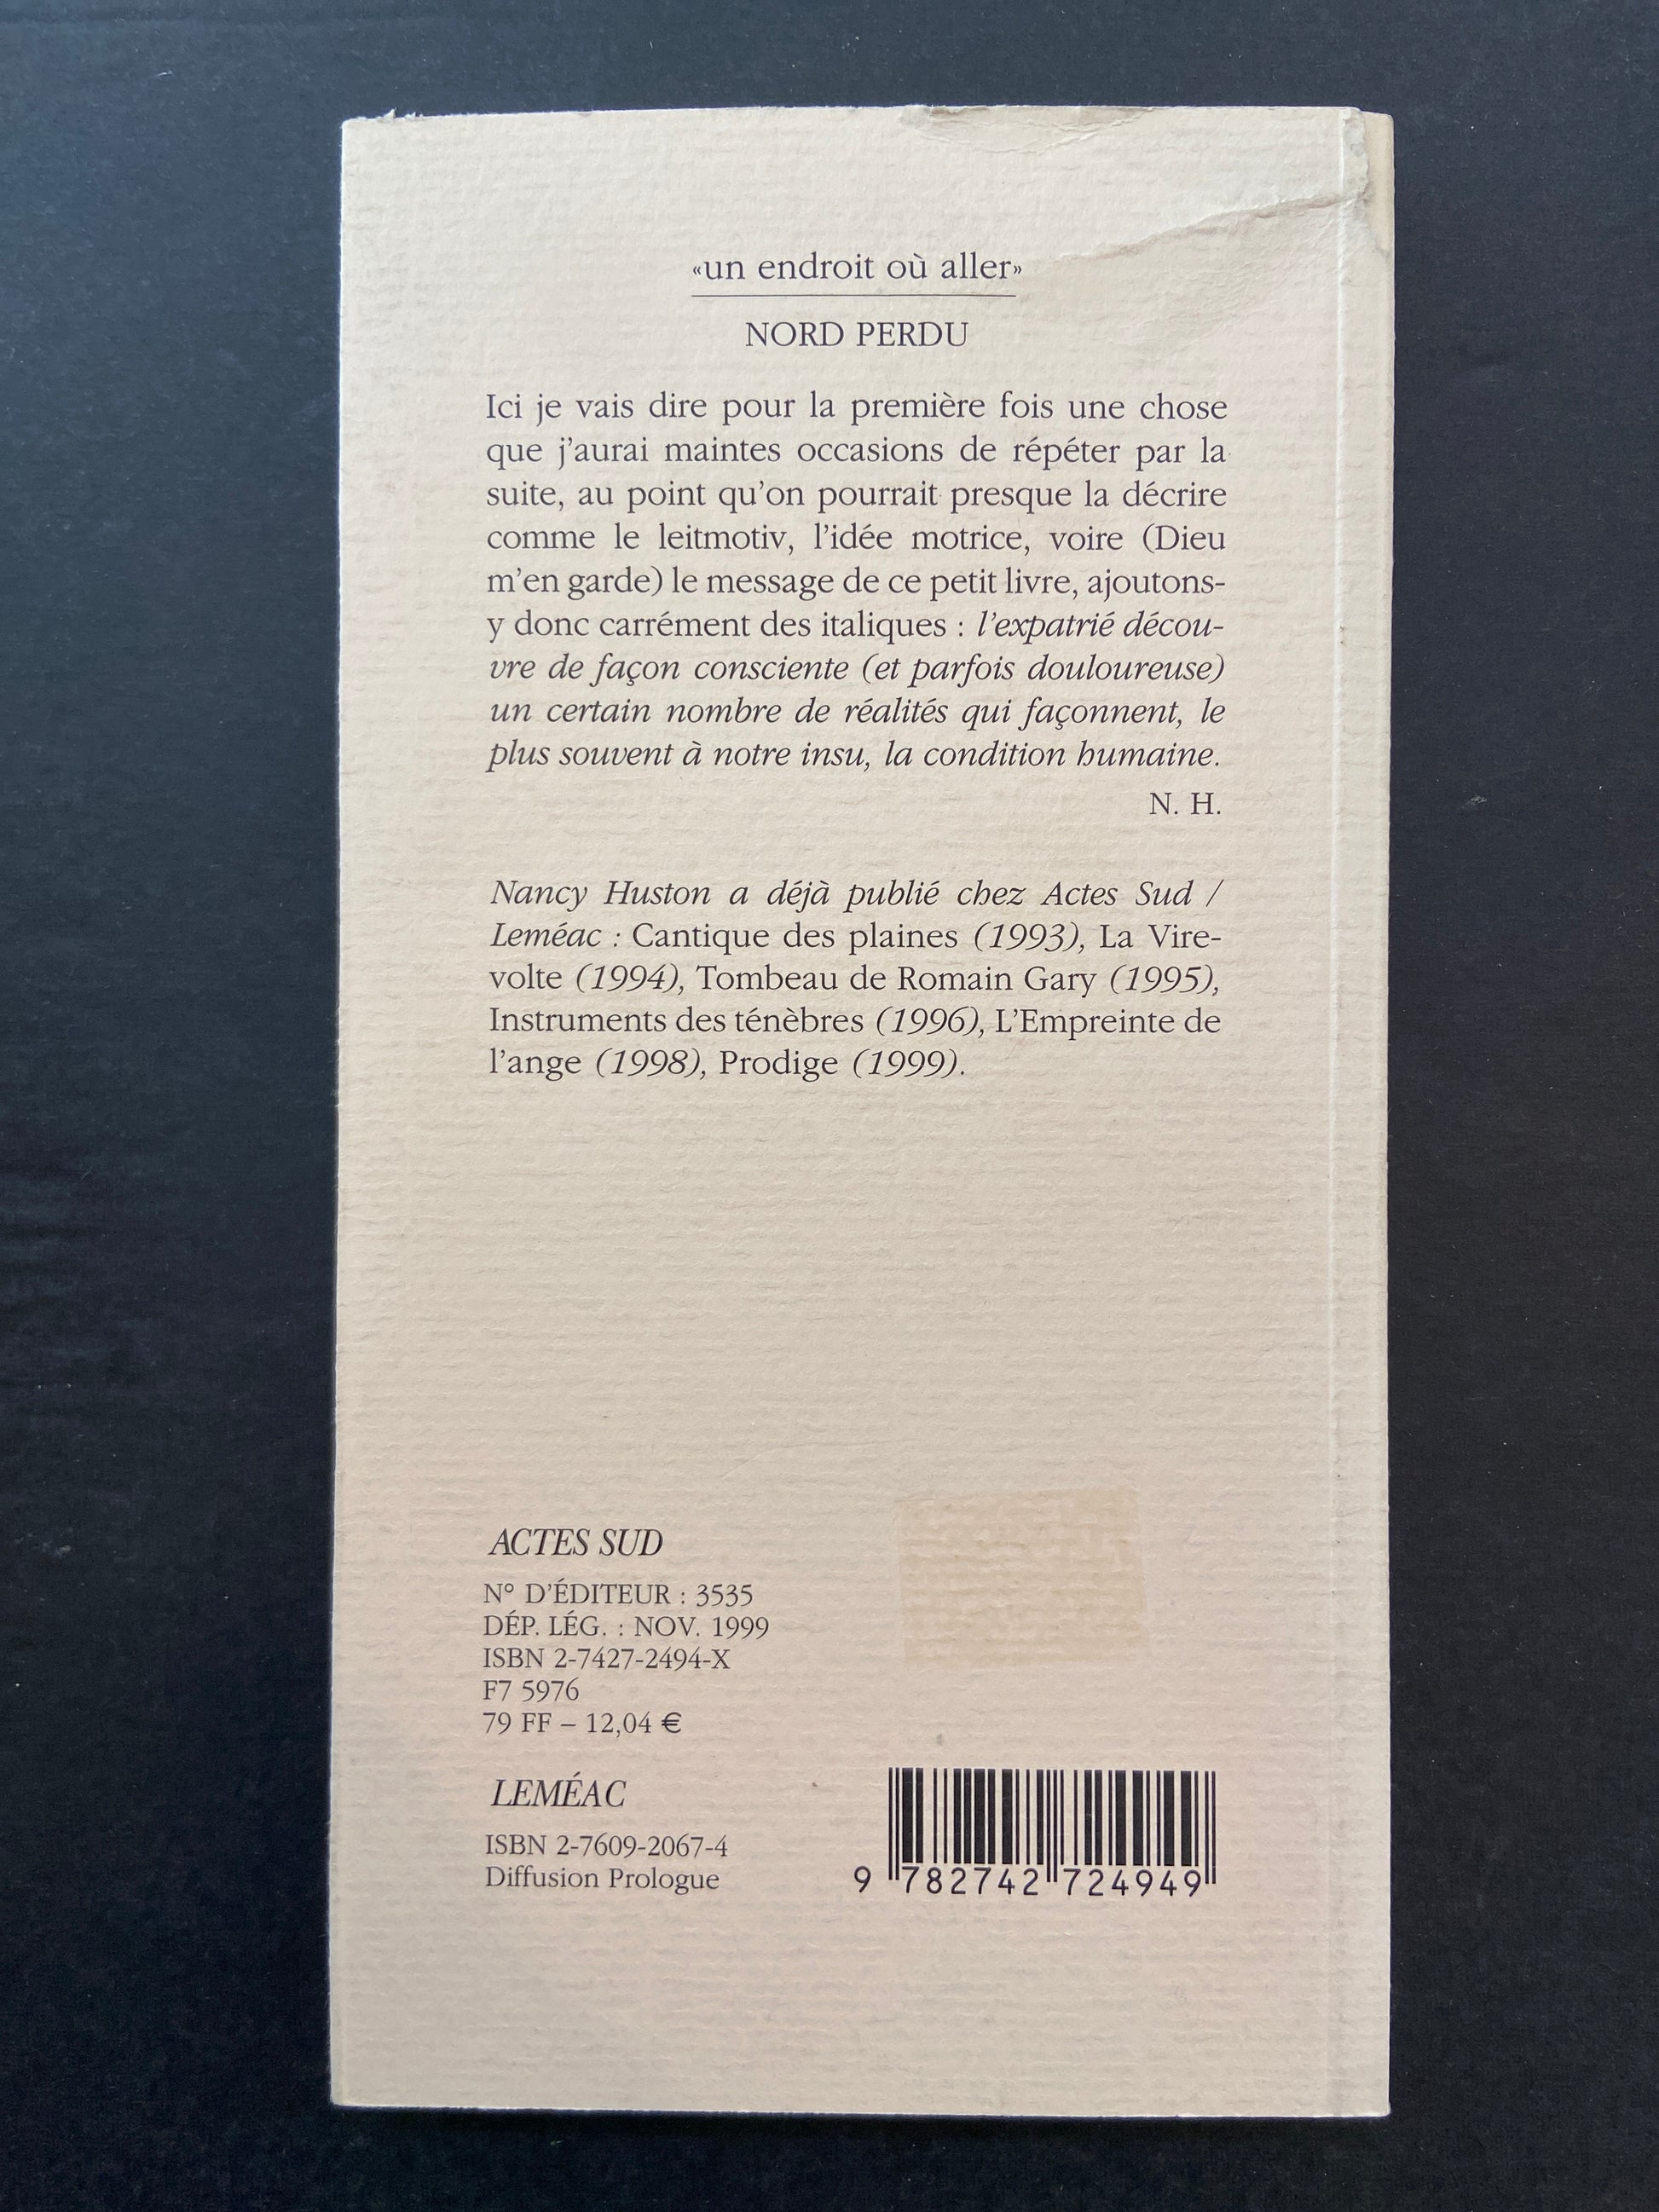 «un endroit où aller»
NORD PERDU
Ici je vais dire pour la première fois une chose
que j'aurai maintes occasions de répéter par la
suite, au point qu'on pourrait presque la décrire
comme le leitmotiv, l'idée motrice, voire (Dieu
m'en garde) le message de ce petit livre, ajoutons-
y donc carrément des italiques : l'expatrié décou-
vre de façon consciente (et parfois douloureuse)
un certain nombre de réalités qui façonnent, le
plus souvent à notre insu, la condition humaine.
N. H.
Nancy Huston a déjà publié chez Actes Sud /
Leméac : Cantique des plaines (1993), La Vire-
volte (1994), Tombeau de Romain Gary (1995),
Instruments des ténèbres (1996), L'Empreinte de
l'ange (1998), Prodige (1999).
ACTES SUD
N° D'ÉDITEUR : 3535
DÉP. LÉG. : NOV. 1999
ISBN 2-7427-2494-X
F7 5976
79 FF – 12,04 €
LEMÉAC
ISBN 2-7609-2067-4
Diffusion Prologue
9 782742 724949